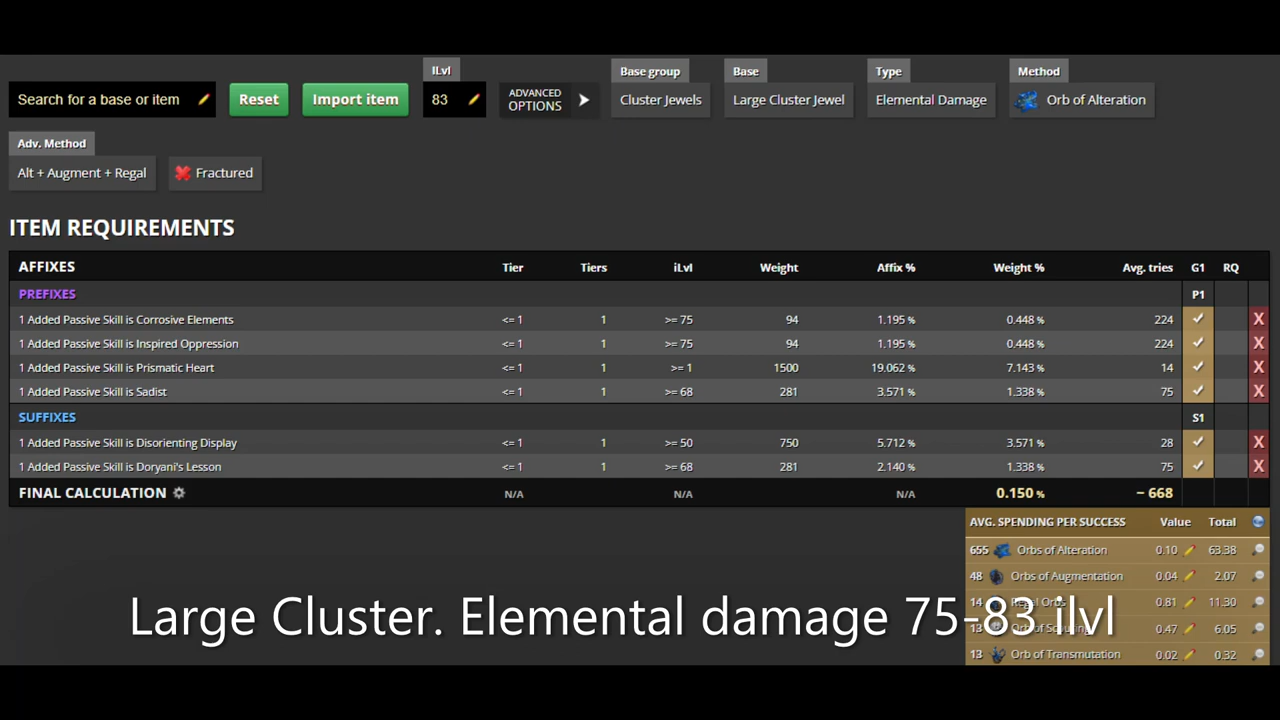 ILvl Base group Base Type Method
Search for a base or item Reset Import item 83 ADVANCED OPTIONS Cluster Jewels Large Cluster Jewel Elemental Damage Orb of Alteration
Adv. Method
Alt + Augment + Regal Fractured
ITEM REQUIREMENTS
AFFIXES Tier Tiers iLvl Weight Affix % Weight % Avg. tries G1 RQ
PREFIXES P1
1 Added Passive Skill is Corrosive Elements <= 1 1 >= 75 94 1.195 % 0.448 % 224 X
1 Added Passive Skill is Inspired Oppression <= 1 1 >= 75 94 1.195 % 0.448 % 224 X
1 Added Passive Skill is Prismatic Heart <= 1 1 >= 1 1500 19.062 % 7.143 % 14 X
1 Added Passive Skill is Sadist <= 1 1 >= 68 281 3.571 % 1.338 % 75 X
SUFFIXES S1
1 Added Passive Skill is Disorienting Display <= 1 1 >= 50 750 5.712 % 3.571 % 28 X
1 Added Passive Skill is Doryani's Lesson <= 1 1 >= 68 281 2.140 % 1.338 % 75 X
FINAL CALCULATION N/A N/A N/A 0.150 % ~ 668
AVG. SPENDING PER SUCCESS Value Total
655 Orbs of Alteration 0.10 63.38
48 Orbs of Augmentation 0.04 2.07
14 Regal Orbs 0.81 11.30
13 Orb of Scouring 0.47 6.05
13 Orb of Transmutation 0.02 0.32
Large Cluster. Elemental damage 75-83 ilvl